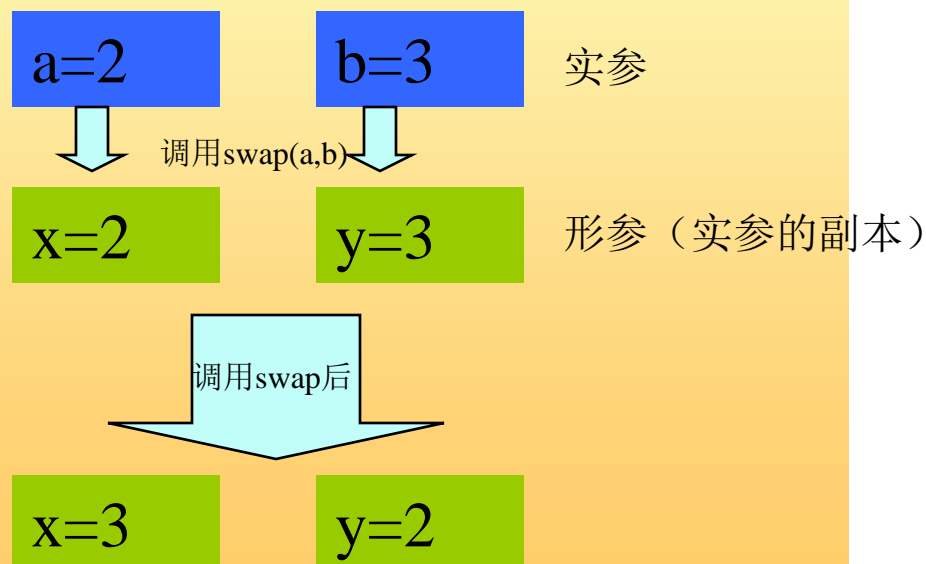 a=2 b=3 实参
调用swap(a,b)
x=2 y=3 形参（实参的副本）
调用swap后
x=3 y=2